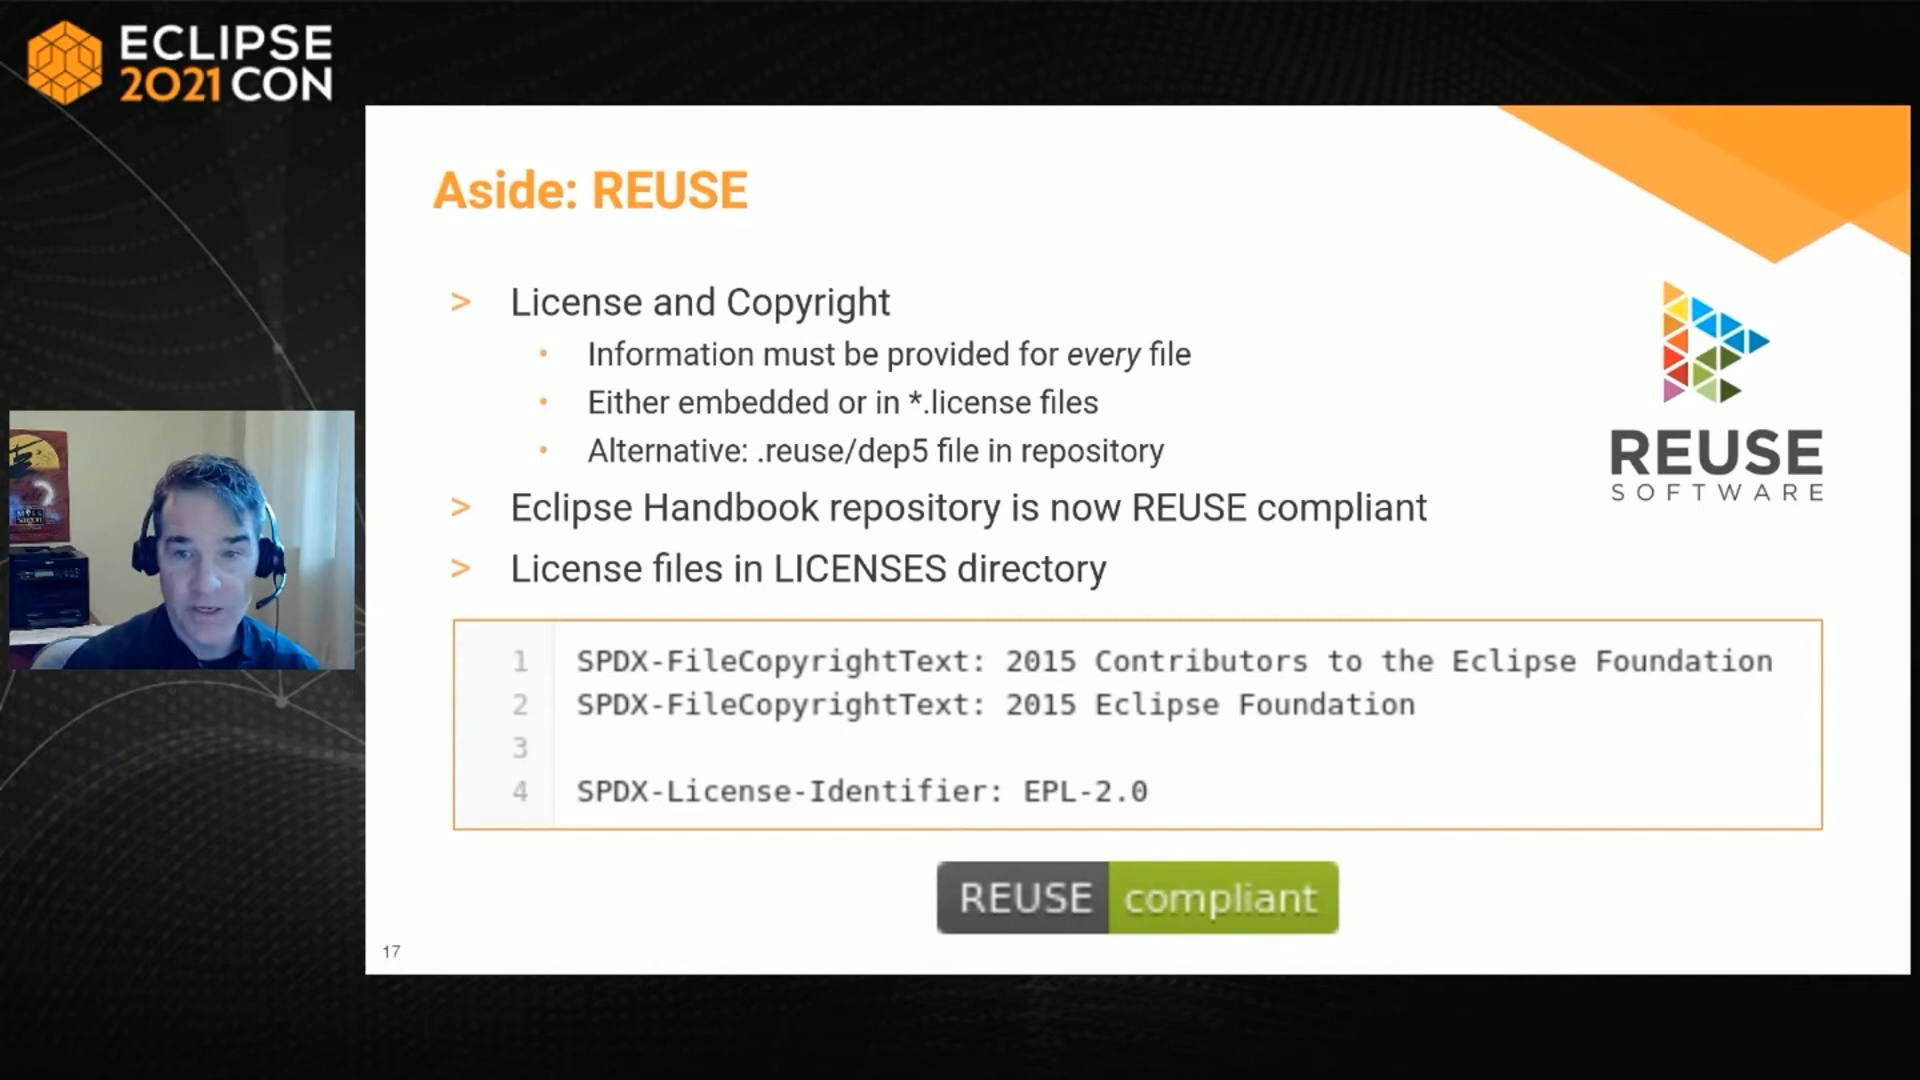 ECLIPSE
2021 CON
Aside: REUSE
> License and Copyright
• Information must be provided for every file
• Either embedded or in *.license files
• Alternative: .reuse/dep5 file in repository
> Eclipse Handbook repository is now REUSE compliant
> License files in LICENSES directory
REUSE
SOFTWARE
1 SPDX-FileCopyrightText: 2015 Contributors to the Eclipse Foundation
2 SPDX-FileCopyrightText: 2015 Eclipse Foundation
3
4 SPDX-License-Identifier: EPL-2.0
REUSE compliant
17
MISS
Saigon